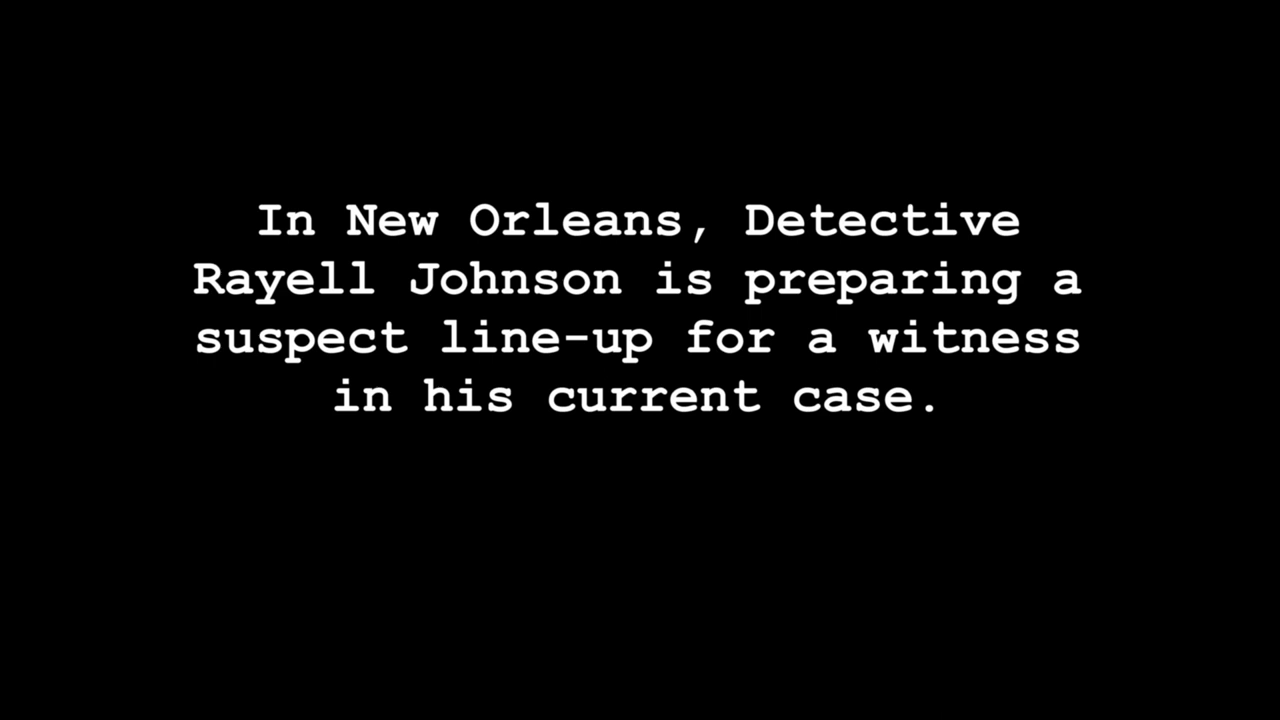 In New Orleans, Detective
Rayell Johnson is preparing a
suspect line-up for a witness
in his current case.